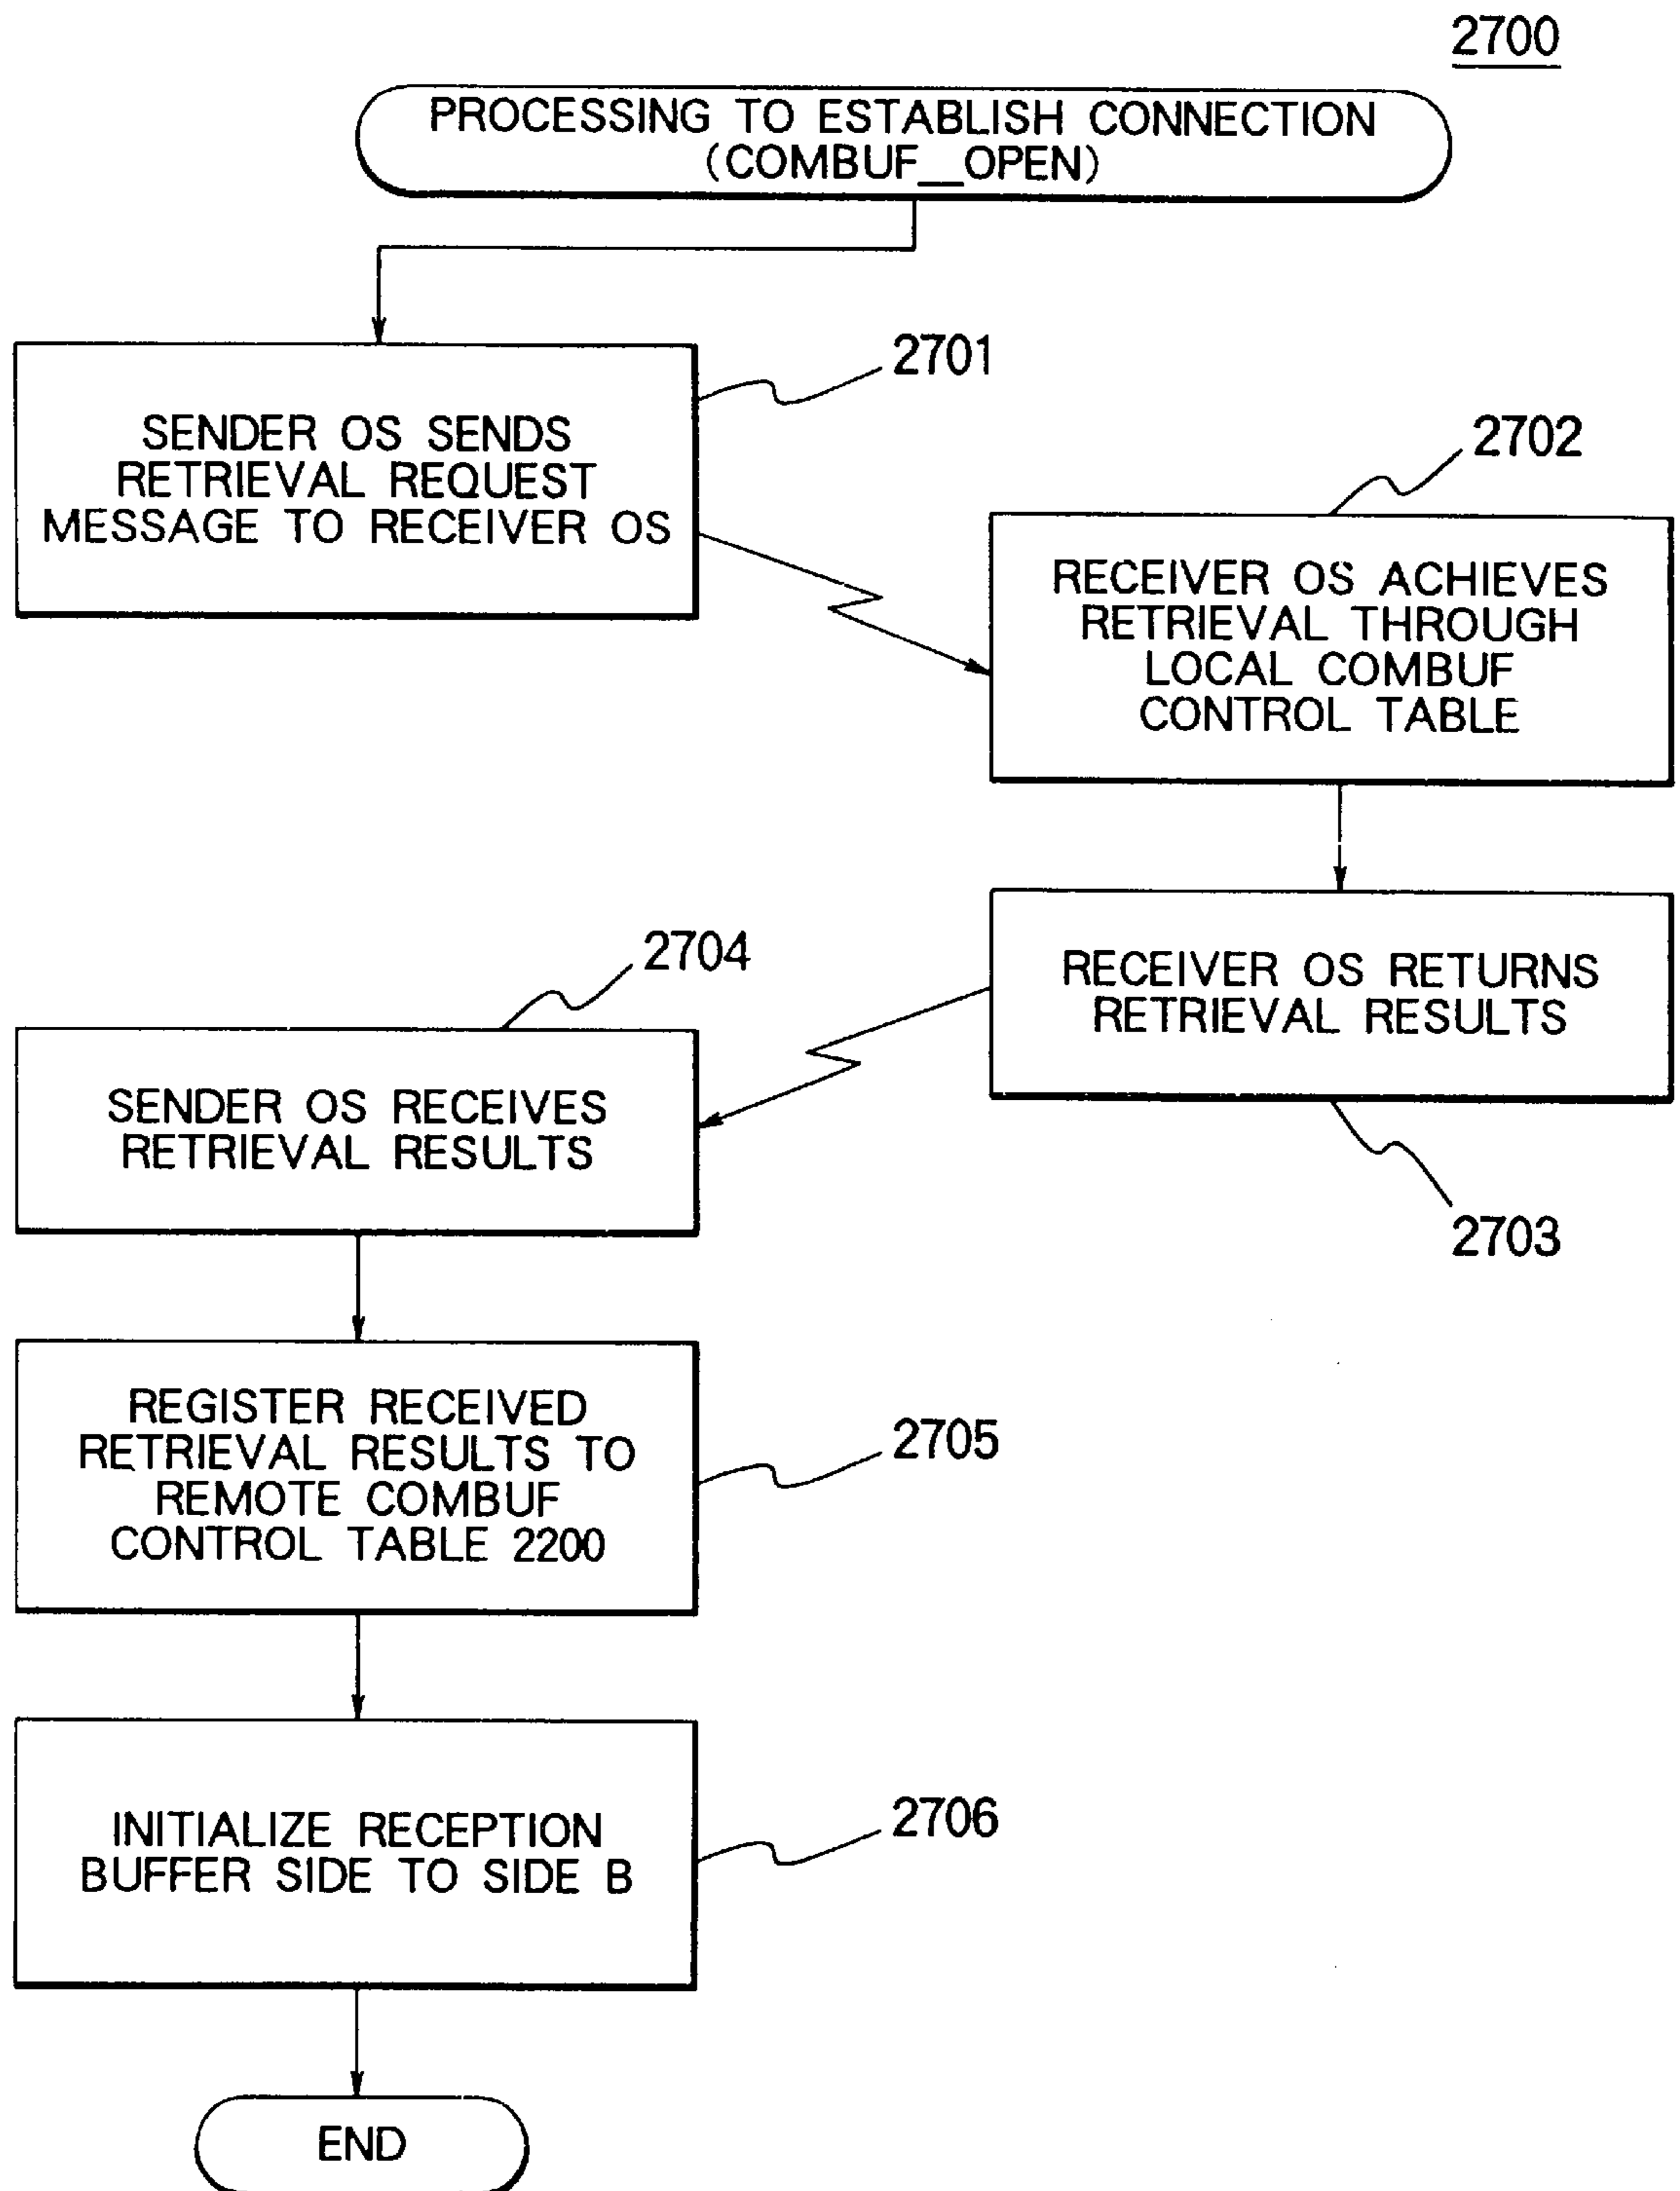 2700
PROCESSING TO ESTABLISH CONNECTION
(COMBUF_OPEN)
2701
SENDER OS SENDS
RETRIEVAL REQUEST
MESSAGE TO RECEIVER OS
2702
RECEIVER OS ACHIEVES
RETRIEVAL THROUGH
LOCAL COMBUF
CONTROL TABLE
RECEIVER OS RETURNS
RETRIEVAL RESULTS
2703
2704
SENDER OS RECEIVES
RETRIEVAL RESULTS
REGISTER RECEIVED
RETRIEVAL RESULTS TO
REMOTE COMBUF
CONTROL TABLE 2200
2705
INITIALIZE RECEPTION
BUFFER SIDE TO SIDE B
2706
END